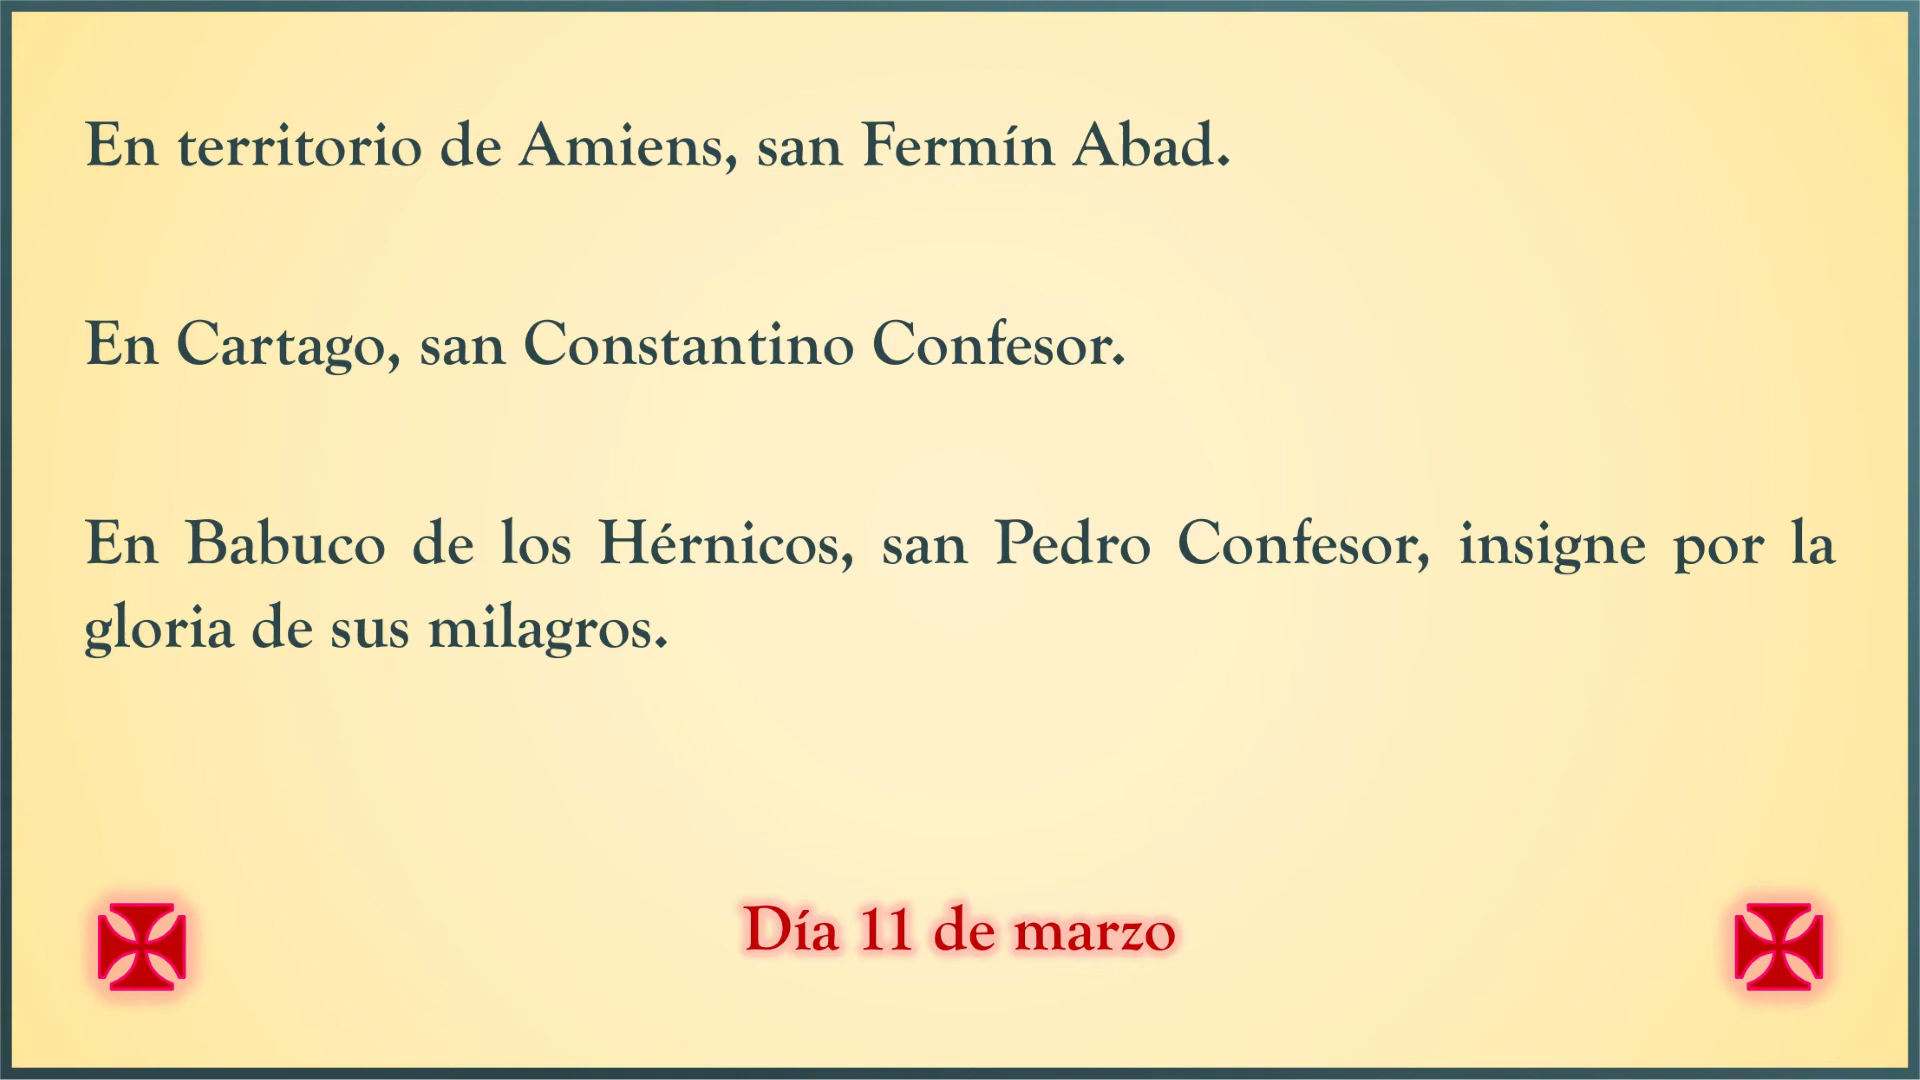 En territorio de Amiens, san Fermín Abad.
En Cartago, san Constantino Confesor.
En Babuco de los Hérnicos, san Pedro Confesor, insigne por la
gloria de sus milagros.
Día 11 de marzo